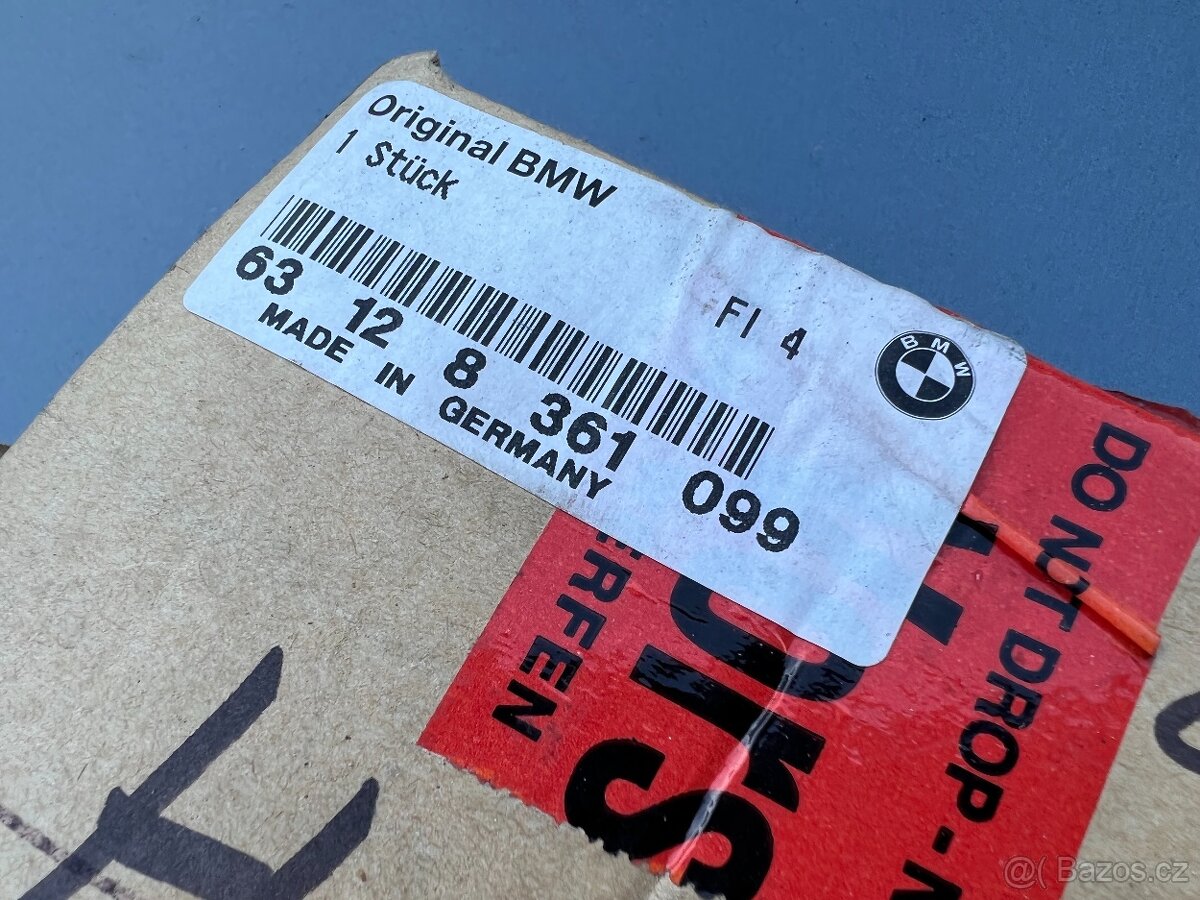 Original BMW
1 Stück
FI 4
BMW
63 12 8 361 099
MADE IN GERMANY
DO NOT DROP -
@( Bazos.cz